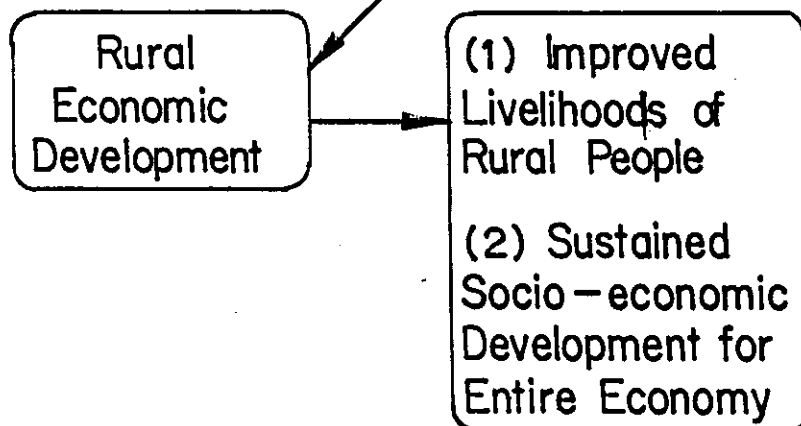 Rural
Economic
Development
(1) Improved
Livelihoods of
Rural People
(2) Sustained
Socio-economic
Development for
Entire Economy